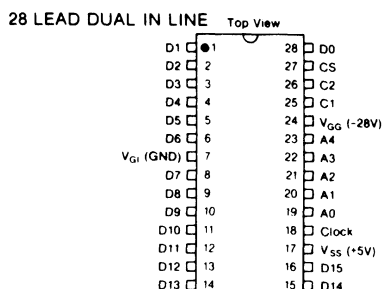 28 LEAD DUAL IN LINE Top View
D1 1 28 D0
D2 2 27 CS
D3 3 26 C2
D4 4 25 C1
D5 5 24 VGG (-28V)
D6 6 23 A4
VGI (GND) 7 22 A3
D7 8 21 A2
D8 9 20 A1
D9 10 19 A0
D10 11 18 Clock
D11 12 17 VSS (+5V)
D12 13 16 D15
D13 14 15 D14